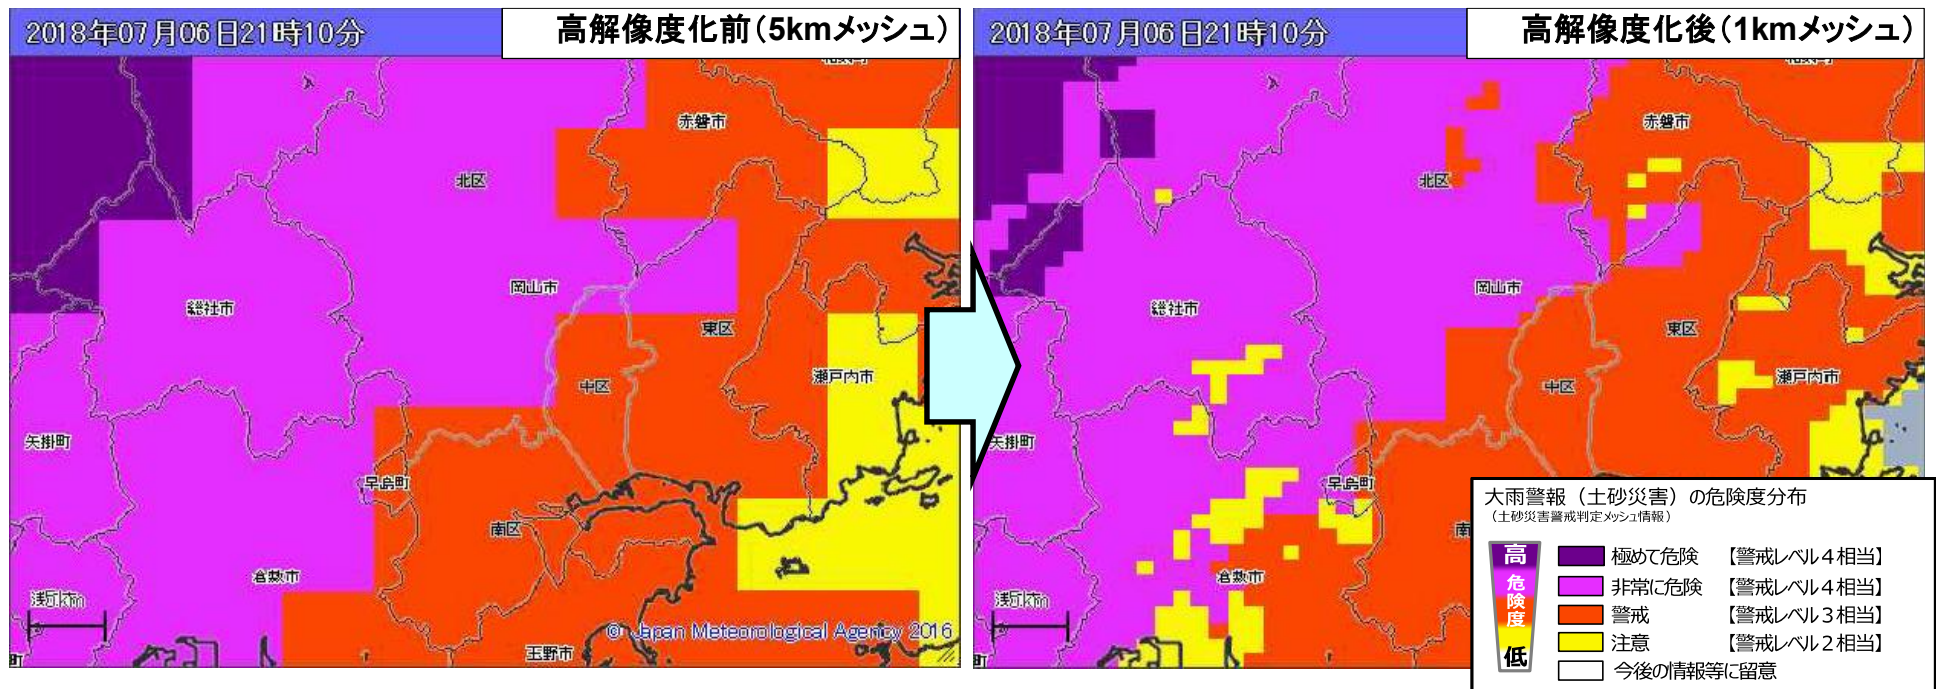 2018年07月06日21時10分
高解像度化前(5kmメッシュ)
赤磐市
北区
岡山市
総社市
東区
中区
瀬戸内市
矢掛町
早島町
南区
倉敷市
5km
© Japan Meteorological Agency 2016
玉野市
町
2018年07月06日21時10分
高解像度化後(1kmメッシュ)
赤磐市
北区
岡山市
総社市
東区
中区
瀬戸内市
矢掛町
早島町
南
倉敷市
5km
町
大雨警報(土砂災害)の危険度分布
(土砂災害警戒判定メッシュ情報)
高
危険度
低
極めて危険 【警戒レベル4相当】
非常に危険 【警戒レベル4相当】
警戒 【警戒レベル3相当】
注意 【警戒レベル2相当】
今後の情報等に留意